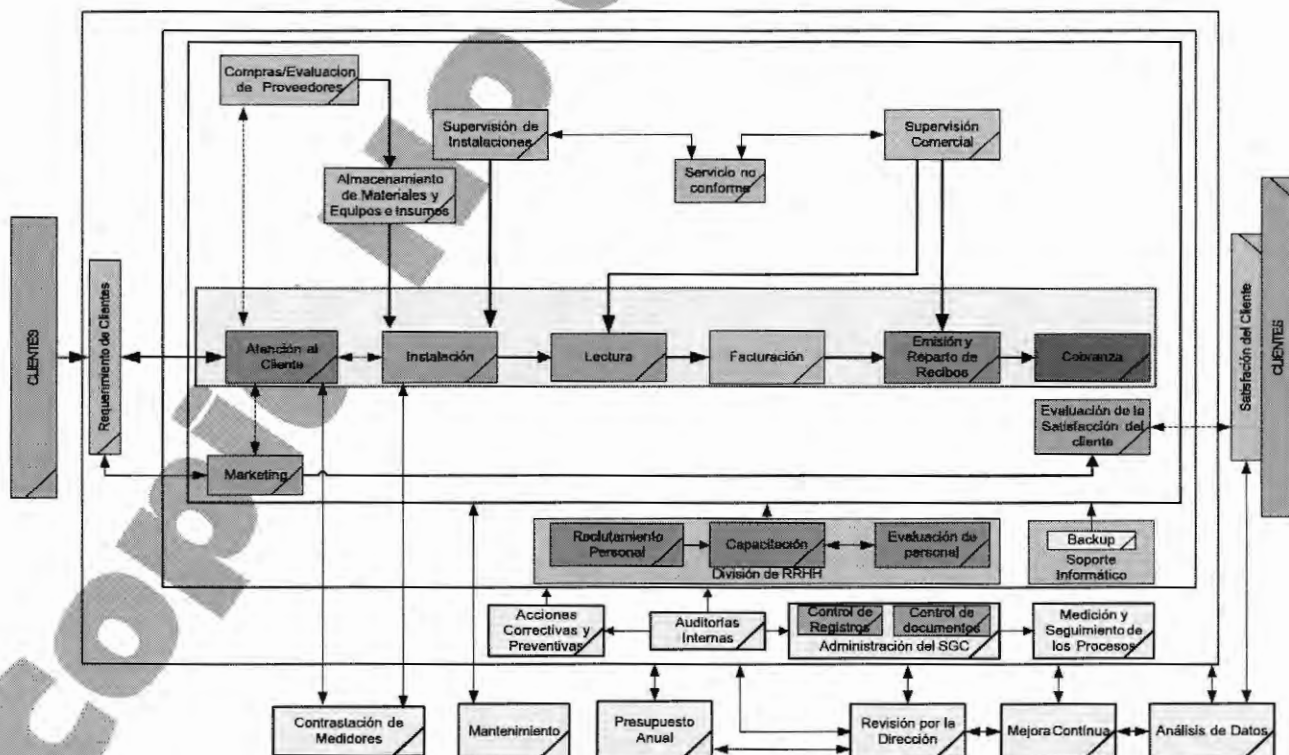 Compras/Evaluacion
de Proveedores
Supervisión de
Instalaciones
Supervisión
Comercial
Servicio no
conforme
Almacenamiento
de Materiales y
Equipos e Insumos
CLIENTES
Requerimiento de Clientes
Atención al
Cliente
Instalación
Lectura
Facturación
Emisión y
Reparto de
Recibos
Cobranza
Satisfacción del Cliente
CLIENTES
Evaluación de la
Satisfacción del
cliente
Marketing
Reclutamiento
Personal
Capacitación
Evaluación de
personal
División de RRHH
Backup
Soporte
Informático
Acciones
Correctivas y
Preventivas
Auditorías
Internas
Control de
Registros
Control de
documentos
Administración del SGC
Medición y
Seguimiento de
los Procesos
Contrastación de
Medidores
Mantenimiento
Presupuesto
Anual
Revisión por la
Dirección
Mejora Contínua
Análisis de Datos